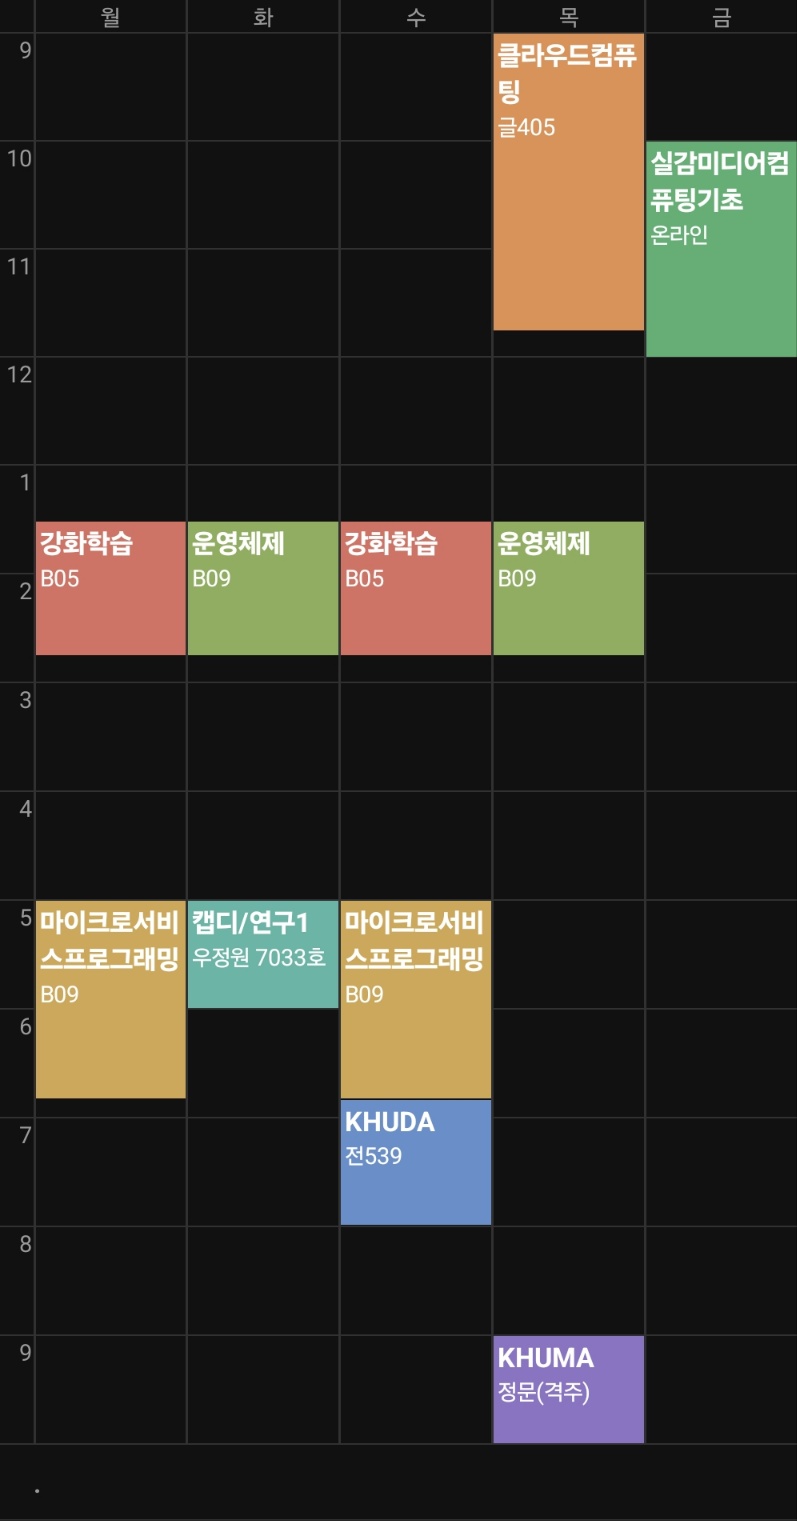 월 화 수 목 금
9
클라우드컴퓨
팅
글405
10
실감미디어컴
퓨팅기초
온라인
11
12
1
강화학습
B05
운영체제
B09
강화학습
B05
운영체제
B09
2
3
4
5
마이크로서비
스프로그래밍
B09
캡디/연구1
우정원 7033호
마이크로서비
스프로그래밍
B09
6
KHUDA
전539
7
8
9
KHUMA
정문(격주)
.